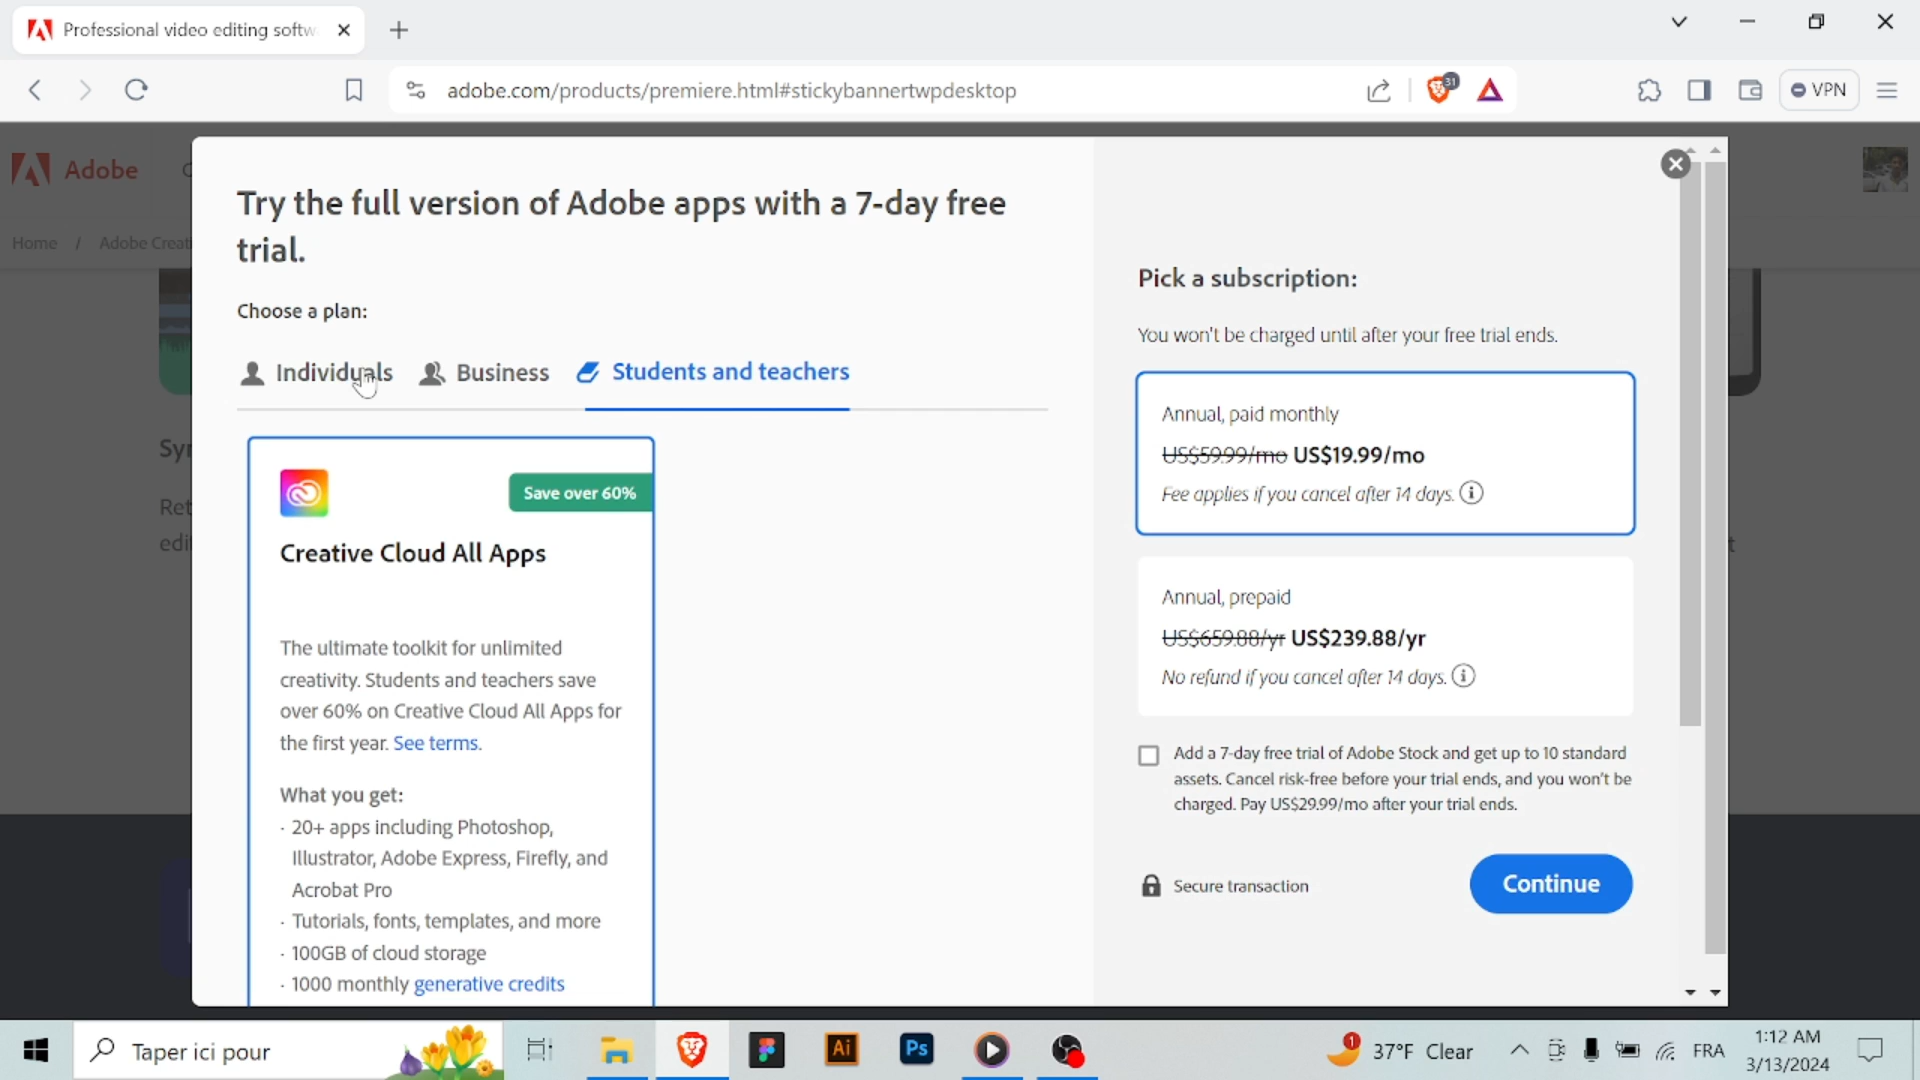 Professional video editing softw
adobe.com/products/premiere.html#stickybannertwpdesktop
31
VPN
Adobe
Home / Adobe Creati
Try the full version of Adobe apps with a 7-day free
trial.
Choose a plan:
Individuals
Business
Students and teachers
Save over 60%
Creative Cloud All Apps
The ultimate toolkit for unlimited
creativity. Students and teachers save
over 60% on Creative Cloud All Apps for
the first year. See terms.
What you get:
· 20+ apps including Photoshop,
Illustrator, Adobe Express, Firefly, and
Acrobat Pro
· Tutorials, fonts, templates, and more
· 100GB of cloud storage
· 1000 monthly generative credits
Pick a subscription:
You won't be charged until after your free trial ends.
Annual, paid monthly
US$59.99/mo US$19.99/mo
Fee applies if you cancel after 14 days.
Annual, prepaid
US$659.88/yr US$239.88/yr
No refund if you cancel after 14 days.
Add a 7-day free trial of Adobe Stock and get up to 10 standard
assets. Cancel risk-free before your trial ends, and you won't be
charged. Pay US$29.99/mo after your trial ends.
Secure transaction
Continue
Taper ici pour
Ai
Ps
1
37°F Clear
FRA
1:12 AM
3/13/2024